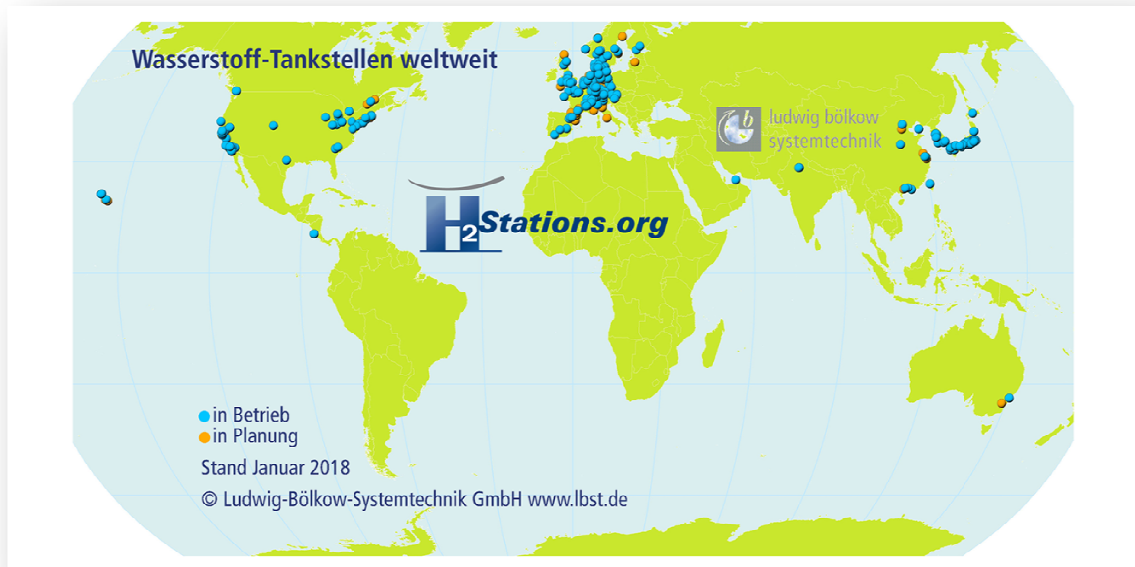 Wasserstoff-Tankstellen weltweit
ludwig bölkow
systemtechnik
H2Stations.org
in Betrieb
in Planung
Stand Januar 2018
© Ludwig-Bölkow-Systemtechnik GmbH www.lbst.de